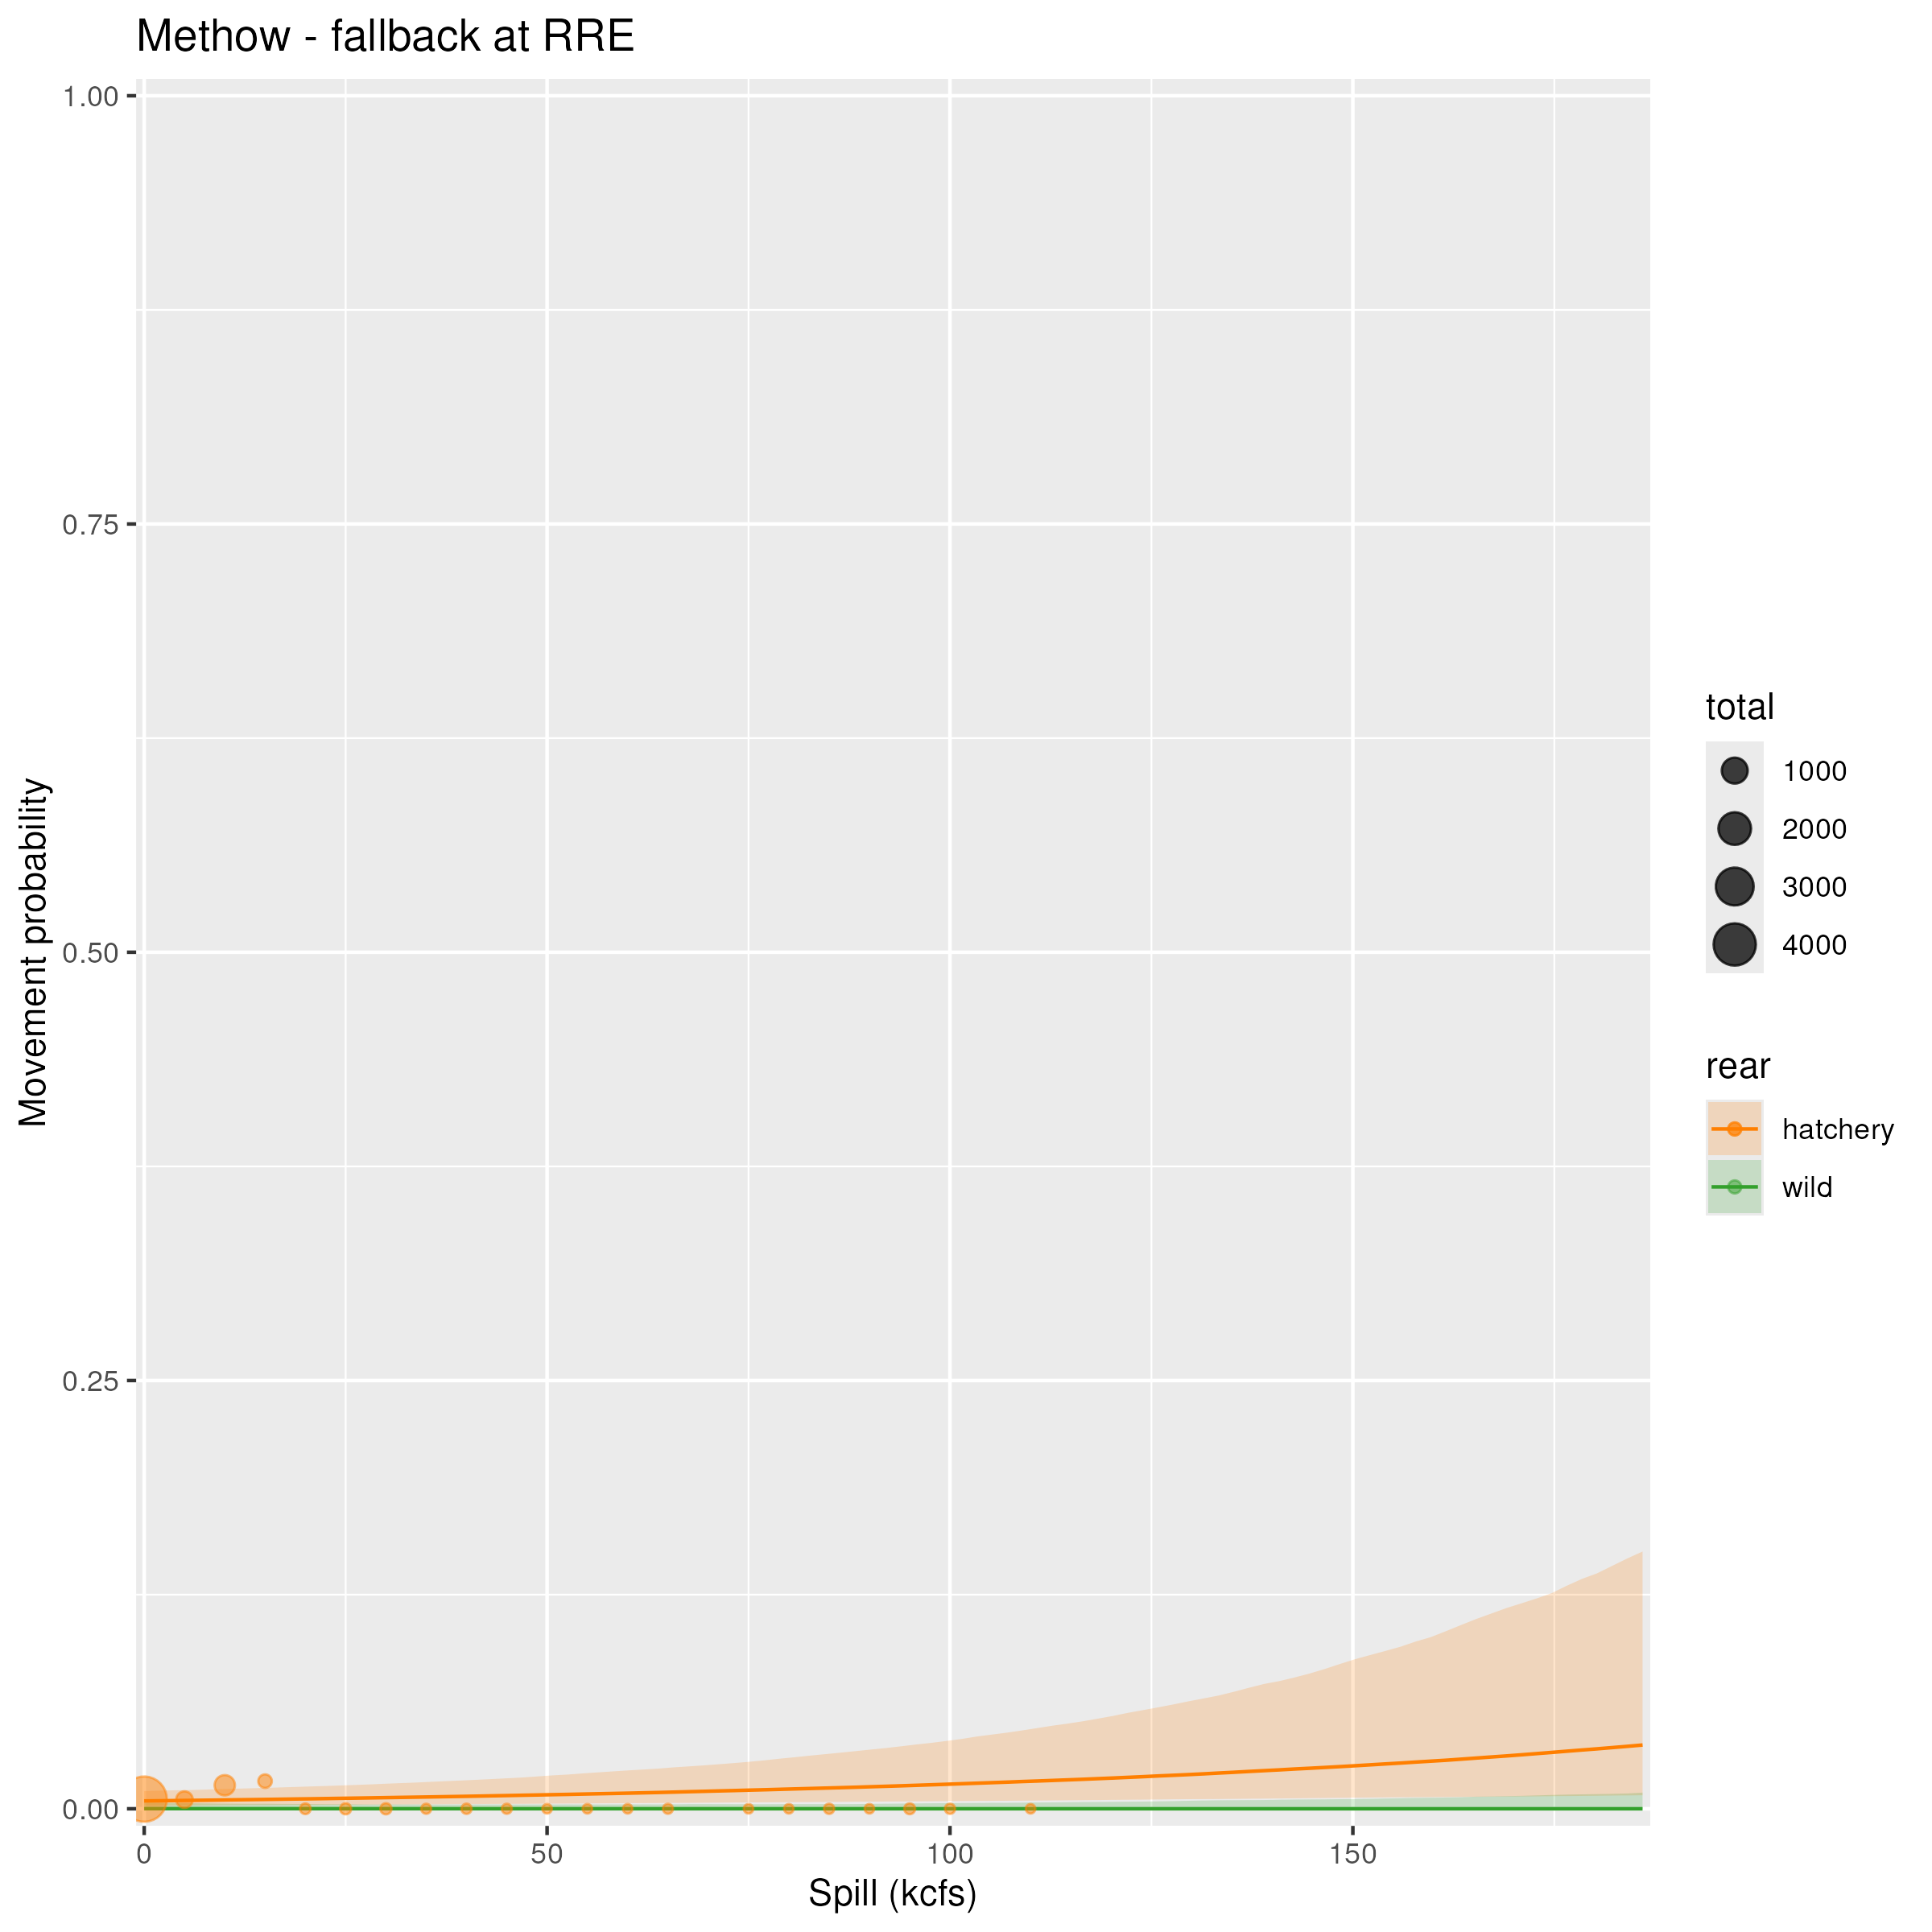 Methow - fallback at RRE
1.00
0.75
0.50
0.25
0.00
Movement probability
0
50
100
150
Spill (kcfs)
total
1000
2000
3000
4000
rear
hatchery
wild